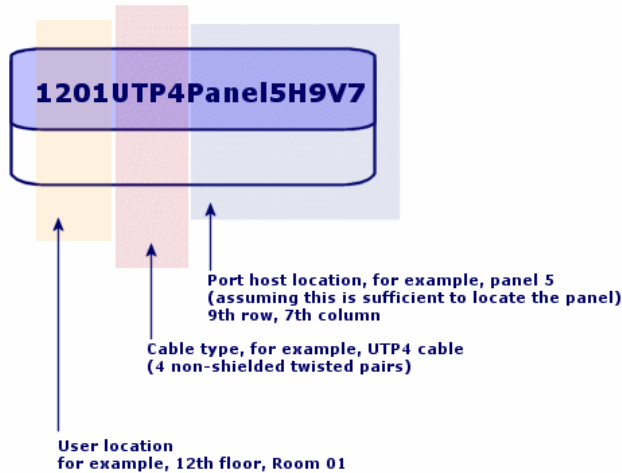 1201UTP4Panel5H9V7
Port host location, for example, panel 5
(assuming this is sufficient to locate the panel)
9th row, 7th column
Cable type, for example, UTP4 cable
(4 non-shielded twisted pairs)
User location
for example, 12th floor, Room 01